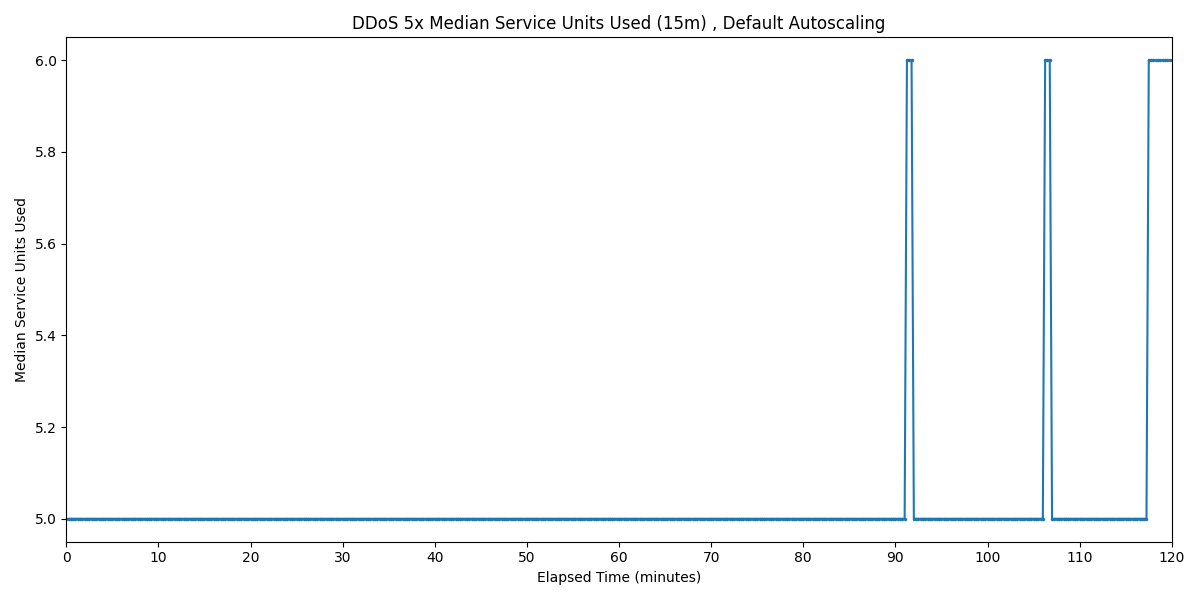 DDoS 5x Median Service Units Used (15m) , Default Autoscaling
6.0
5.8
5.6
5.4
5.2
5.0
Median Service Units Used
0 10 20 30 40 50 60 70 80 90 100 110 120
Elapsed Time (minutes)